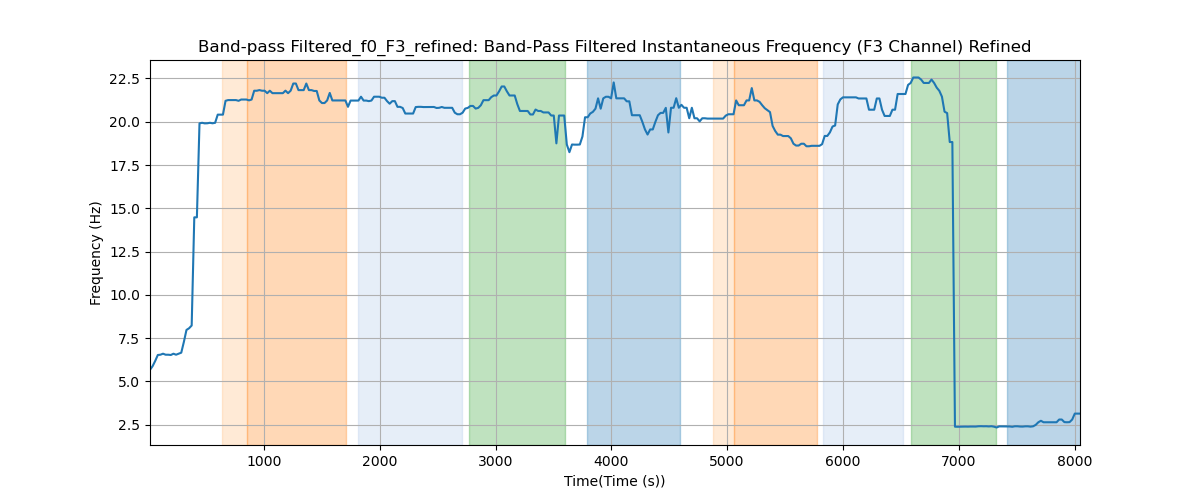 Band-pass Filtered_f0_F3_refined: Band-Pass Filtered Instantaneous Frequency (F3 Channel) Refined
Frequency (Hz)
22.5
20.0
17.5
15.0
12.5
10.0
7.5
5.0
2.5
1000 2000 3000 4000 5000 6000 7000 8000
Time(Time (s))